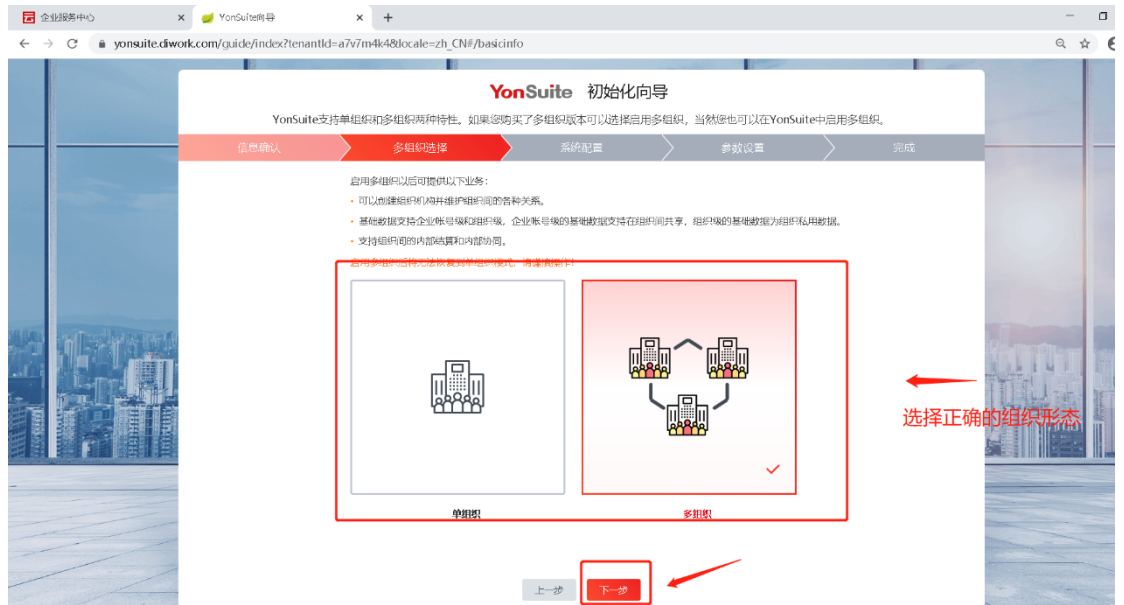 企业服务中心
YonSuite向导
yonsuite.diwork.com/guide/index?tenantId=a7v7m4k4&locale=zh_CN#/basicinfo
YonSuite 初始化向导
YonSuite支持单组织和多组织两种特性。如果您购买了多组织版本可以选择启用多组织，当然您也可以在YonSuite中启用多组织。
信息确认
多组织选择
系统配置
参数设置
完成
启用多组织以后可提供以下业务：
· 可以创建组织机构并维护组织间的各种关系。
· 基础数据支持企业帐号级和组织级，企业帐号级的基础数据支持在组织间共享，组织级的基础数据为组织私用数据。
· 支持组织间的内部结算和内部协同。
启用多组织后将无法恢复到单组织模式，请谨慎操作！
选择正确的组织形态
单组织
多组织
上一步
下一步